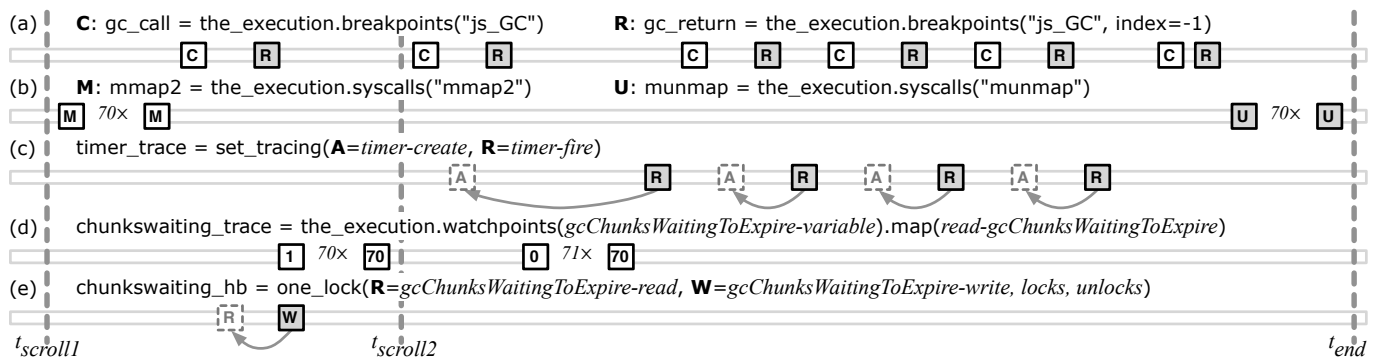 (a) C: gc_call = the_execution.breakpoints("js_GC") R: gc_return = the_execution.breakpoints("js_GC", index=-1)
C R C R C R C R C R C R
(b) M: mmap2 = the_execution.syscalls("mmap2") U: munmap = the_execution.syscalls("munmap")
M 70× M U 70× U
(c) timer_trace = set_tracing(A=timer-create, R=timer-fire)
A R A R A R A R
(d) chunkswaiting_trace = the_execution.watchpoints(gcChunksWaitingToExpire-variable).map(read-gcChunksWaitingToExpire)
1 70× 70 0 71× 70
(e) chunkswaiting_hb = one_lock(R=gcChunksWaitingToExpire-read, W=gcChunksWaitingToExpire-write, locks, unlocks)
R W
tscroll1 tscroll2 tend